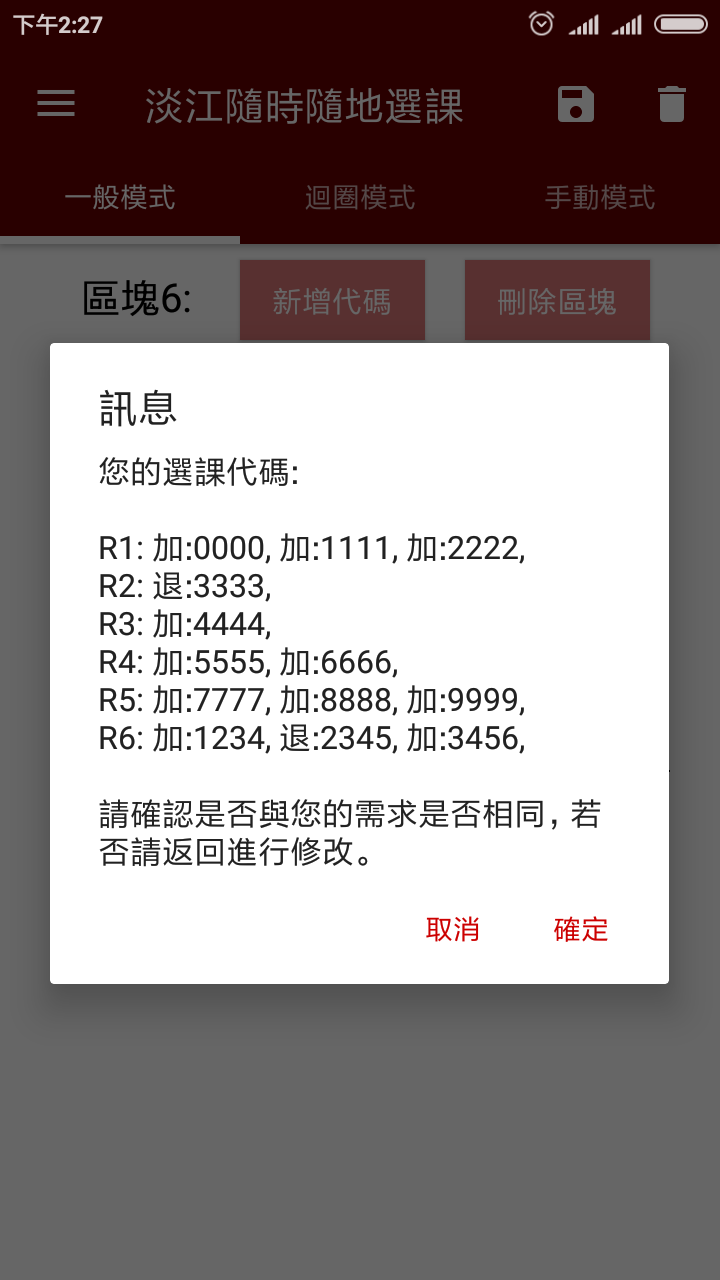 下午2:27
淡江隨時隨地選課
一般模式 迴圈模式 手動模式
區塊6: 新增代碼 刪除區塊
訊息
您的選課代碼:
R1: 加:0000, 加:1111, 加:2222,
R2: 退:3333,
R3: 加:4444,
R4: 加:5555, 加:6666,
R5: 加:7777, 加:8888, 加:9999,
R6: 加:1234, 退:2345, 加:3456,
請確認是否與您的需求是否相同，若
否請返回進行修改。
取消 確定